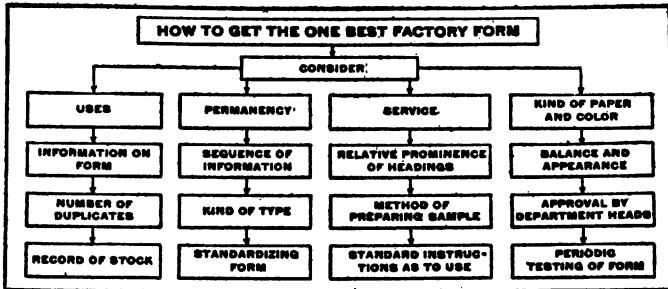 HOW TO GET THE ONE BEST FACTORY FORM
CONSIDER
USES
PERMANENCY
SERVICE
KIND OF PAPER
AND COLOR
INFORMATION ON
FORM
SEQUENCE OF
INFORMATION
RELATIVE PROMINENCE
OF HEADINGS
BALANCE AND
APPEARANCE
NUMBER OF
DUPLICATES
KIND OF TYPE
METHOD OF
PREPARING SAMPLE
APPROVAL BY
DEPARTMENT HEADS
RECORD OF STOCK
STANDARDIZING
FORM
STANDARD INSTRUC-
TIONS AS TO USE
PERIODIC
TESTING OF FORM